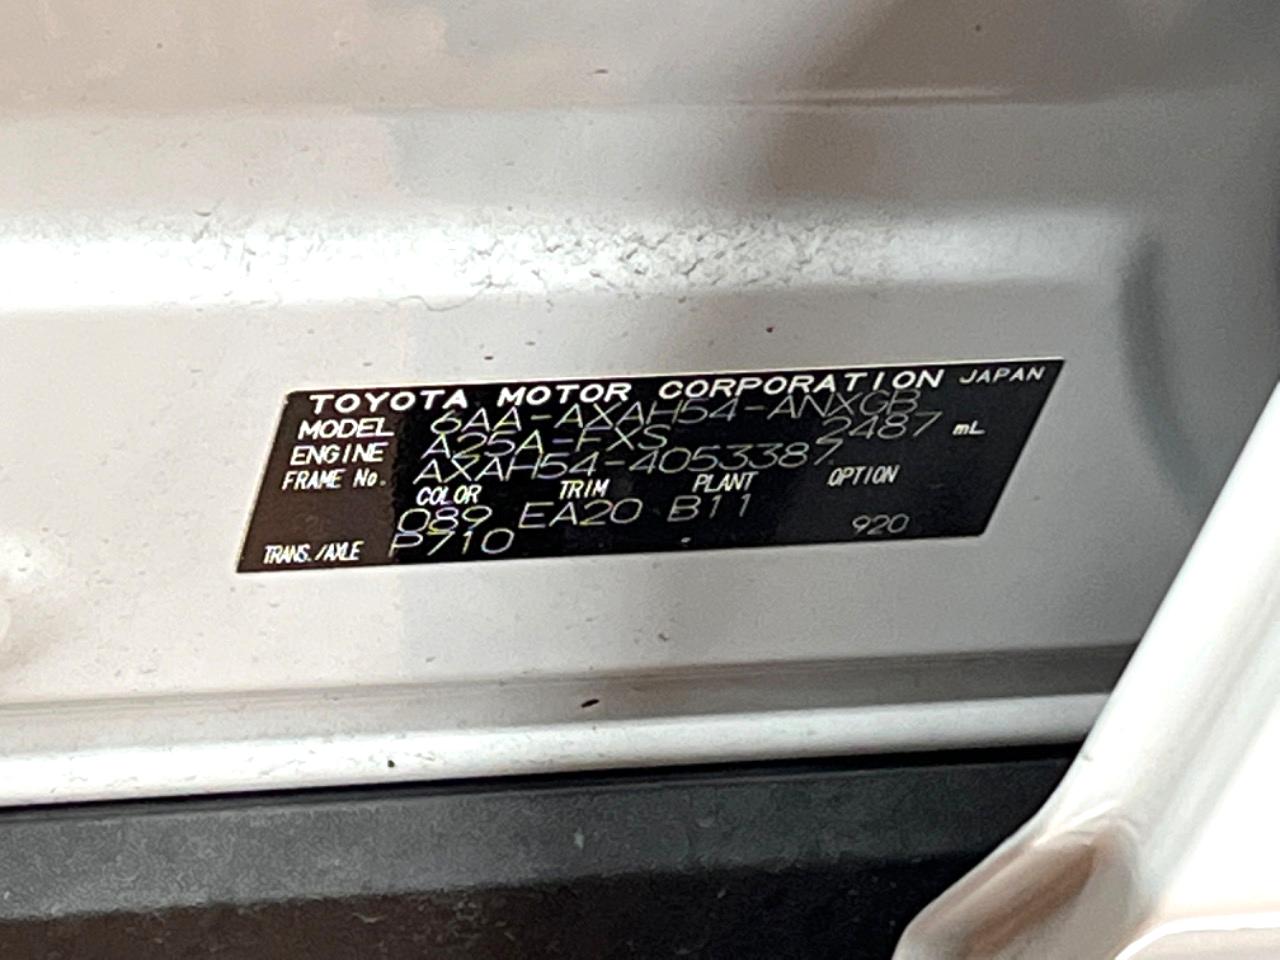 TOYOTA MOTOR CORPORATION JAPAN
MODEL 6AA-AXAH54-ANXGB
ENGINE A25A-FXS 2487 mL
FRAME No. AXAH54-4053387
COLOR TRIM PLANT OPTION
089 EA20 B11
TRANS./AXLE P710 920